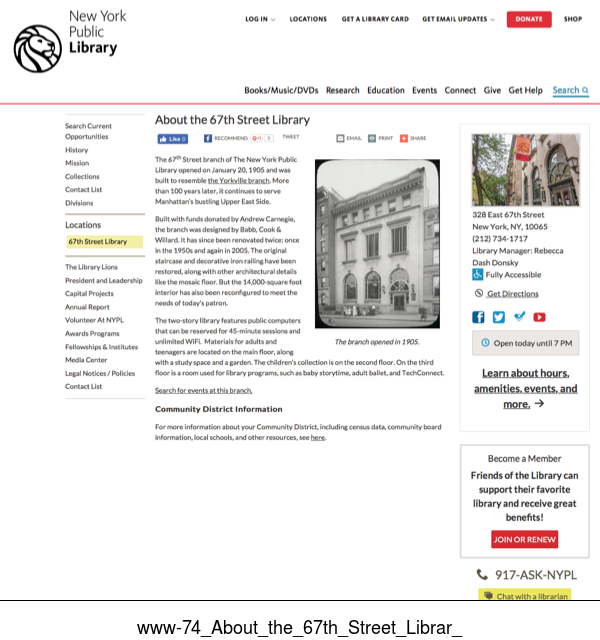 New York
Public
Library
LOG IN
LOCATIONS
GET A LIBRARY CARD
GET EMAIL UPDATES
DONATE
SHOP
Books/Music/DVDs
Research
Education
Events
Connect
Give
Get Help
Search
Search Current
Opportunities
History
Mission
Collections
Contact List
Divisions
Locations
67th Street Library
The Library Lions
President and Leadership
Capital Projects
Annual Report
Volunteer At NYPL
Awards Programs
Fellowships & Institutes
Media Center
Legal Notices / Policies
Contact List
About the 67th Street Library
Like 0
RECOMMEND
G+1 0
TWEET
EMAIL
PRINT
SHARE
The 67th Street branch of The New York Public
Library opened on January 20, 1905 and was
built to resemble the Yorkville branch. More
than 100 years later, it continues to serve
Manhattan's bustling Upper East Side.
Built with funds donated by Andrew Carnegie,
the branch was designed by Babb, Cook &
Willard. It has since been renovated twice: once
in the 1950s and again in 2005. The original
staircase and decorative iron railing have been
restored, along with other architectural details
like the mosaic floor. But the 14,000-square foot
interior has also been reconfigured to meet the
needs of today's patron.
The two-story library features public computers
that can be reserved for 45-minute sessions and
unlimited WiFi. Materials for adults and
teenagers are located on the main floor, along
with a study space and a garden. The children's collection is on the second floor. On the third
floor is a room used for library programs, such as baby storytime, adult ballet, and TechConnect.
The branch opened in 1905.
Search for events at this branch.
Community District Information
For more information about your Community District, including census data, community board
information, local schools, and other resources, see here.
328 East 67th Street
New York, NY, 10065
(212) 734-1717
Library Manager: Rebecca
Dash Donsky
Fully Accessible
Get Directions
Open today until 7 PM
Learn about hours,
amenities, events, and
more. →
Become a Member
Friends of the Library can
support their favorite
library and receive great
benefits!
JOIN OR RENEW
917-ASK-NYPL
Chat with a librarian
www-74_About_the_67th_Street_Librar_